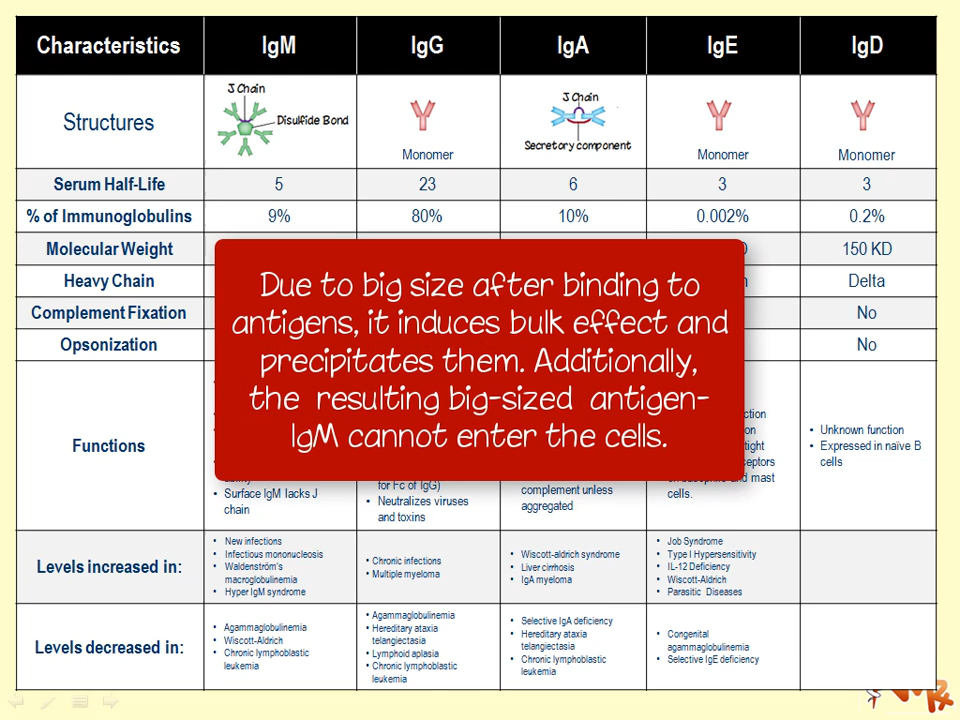 Characteristics IgM IgG IgA IgE IgD
Structures
J Chain
Disulfide Bond
Monomer
J Chain
Secretory component
Monomer
Monomer
Serum Half-Life 5 23 6 3 3
% of Immunoglobulins 9% 80% 10% 0.002% 0.2%
Molecular Weight 150 KD
Heavy Chain Delta
Complement Fixation No
Opsonization No
Due to big size after binding to
antigens, it induces bulk effect and
precipitates them. Additionally,
the resulting big-sized antigen-
IgM cannot enter the cells.
Functions
• Surface IgM lacks J
chain
for Fc of IgG)
• Neutralizes viruses
and toxins
complement unless
aggregated
and mast
cells.
• Unknown function
• Expressed in naïve B
cells
Levels increased in:
• New infections
• Infectious mononucleosis
• Waldenström's
macroglobulinemia
• Hyper IgM syndrome
• Chronic infections
• Multiple myeloma
• Wiscott-aldrich syndrome
• Liver cirrhosis
• IgA myeloma
• Job Syndrome
• Type I Hypersensitivity
• IL-12 Deficiency
• Wiscott-Aldrich
• Parasitic Diseases
Levels decreased in:
• Agammaglobulinemia
• Wiscott-Aldrich
• Chronic lymphoblastic
leukemia
• Agammaglobulinemia
• Hereditary ataxia
telangiectasia
• Lymphoid aplasia
• Chronic lymphoblastic
leukemia
• Selective IgA deficiency
• Hereditary ataxia
telangiectasia
• Chronic lymphoblastic
leukemia
• Congenital
agammaglobulinemia
• Selective IgE deficiency